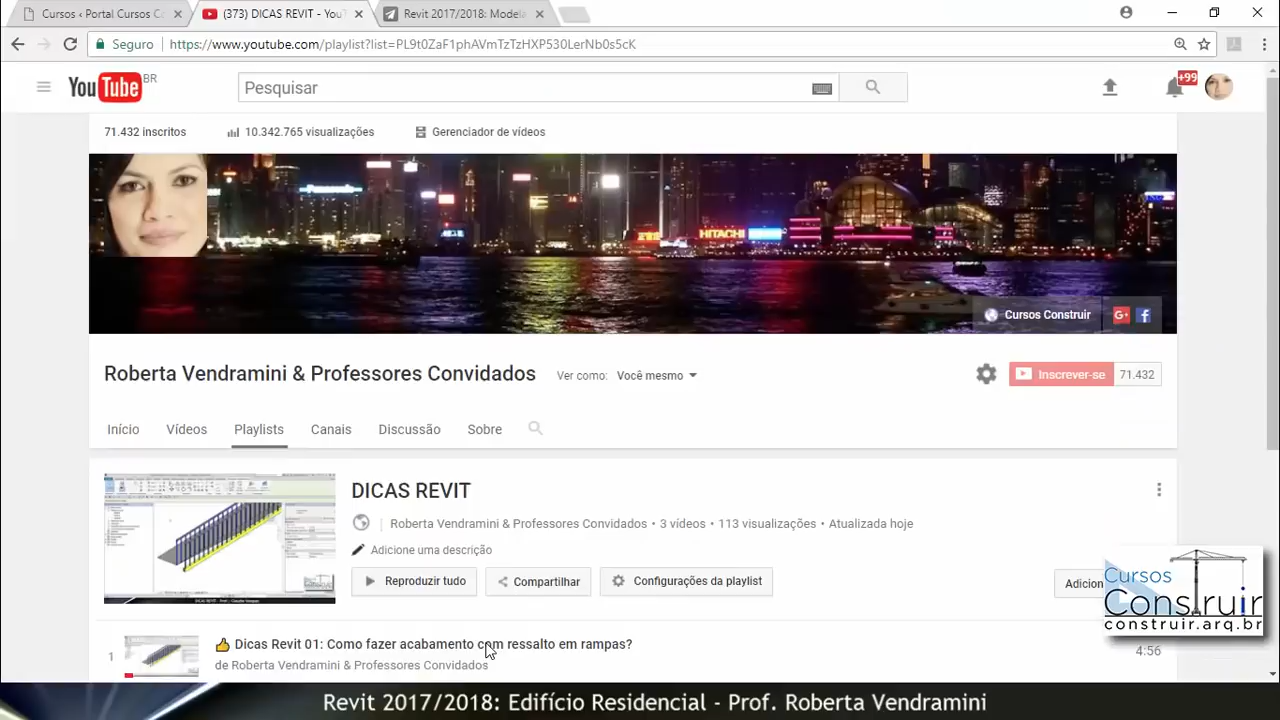 Cursos ‹ Portal Cursos Co
(373) DICAS REVIT - YouT
Revit 2017/2018: Modela
Seguro
https://www.youtube.com/playlist?list=PL9t0ZaF1phAVmTzTzHXP530LerNb0s5cK
YouTube BR
Pesquisar
+99
71.432 inscritos
10.342.765 visualizações
Gerenciador de vídeos
Panasonic
HITACHI
ING
Cursos Construir
G+
f
Roberta Vendramini & Professores Convidados
Ver como: Você mesmo
Inscrever-se
71.432
Início
Vídeos
Playlists
Canais
Discussão
Sobre
DICAS REVIT
Roberta Vendramini & Professores Convidados • 3 vídeos • 113 visualizações • Atualizada hoje
Adicione uma descrição
Reproduzir tudo
Compartilhar
Configurações da playlist
Adicion
Cursos
Construir
construir.arq.br
1
Dicas Revit 01: Como fazer acabamento com ressalto em rampas?
de Roberta Vendramini & Professores Convidados
4:56
Revit 2017/2018: Edifício Residencial - Prof. Roberta Vendramini